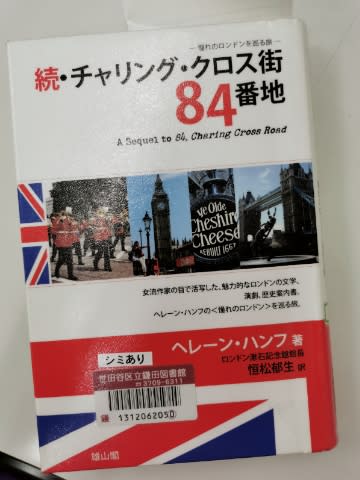 ― 憧れのロンドンを巡る旅 ―
続・チャリング・クロス街
84番地
A Sequel to 84, Charing Cross Road
Ye Olde
Cheshire
Cheese
REBUILT 1667
女流作家の目で活写した、魅力的なロンドンの文学、
演劇、歴史案内書。
ヘレーン・ハンフの<憧れのロンドン>を巡る旅。
ヘレーン・ハンフ 著
ロンドン漱石記念館館長
恒松郁生 訳
シミあり
世田谷区立鎌田図書館
☎3709-6311
鎌 1312062050
雄山閣